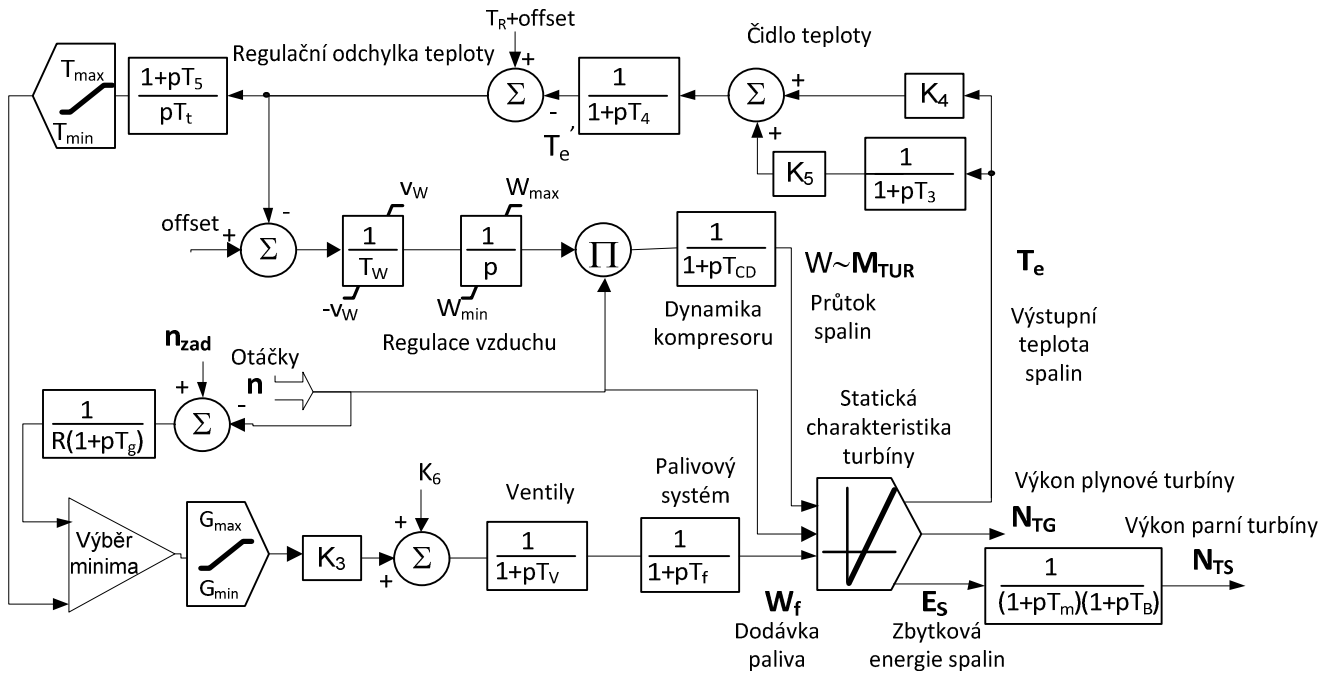 T_R+offset
Čidlo teploty
Regulační odchylka teploty
T_max
T_min
1+pT_5
pT_t
+
Σ
-
T_e´
1
1+pT_4
Σ
+
+
K_4
K_5
1
1+pT_3
offset
+
-
Σ
v_W
1
T_W
-v_W
W_max
1
p
W_min
Π
1
1+pT_CD
W~M_TUR
T_e
Regulace vzduchu
Dynamika
kompresoru
Průtok
spalin
Výstupní
teplota
spalin
n_zad
Otáčky
n
+
-
Σ
1
R(1+pT_g)
Statická
charakteristika
turbíny
K_6
Ventily
Palivový
systém
Výkon plynové turbíny
N_TG
Výkon parní turbíny
N_TS
Výběr
minima
G_max
G_min
K_3
+
+
Σ
1
1+pT_V
1
1+pT_f
1
(1+pT_m)(1+pT_B)
W_f
Dodávka
paliva
E_S
Zbytková
energie spalin